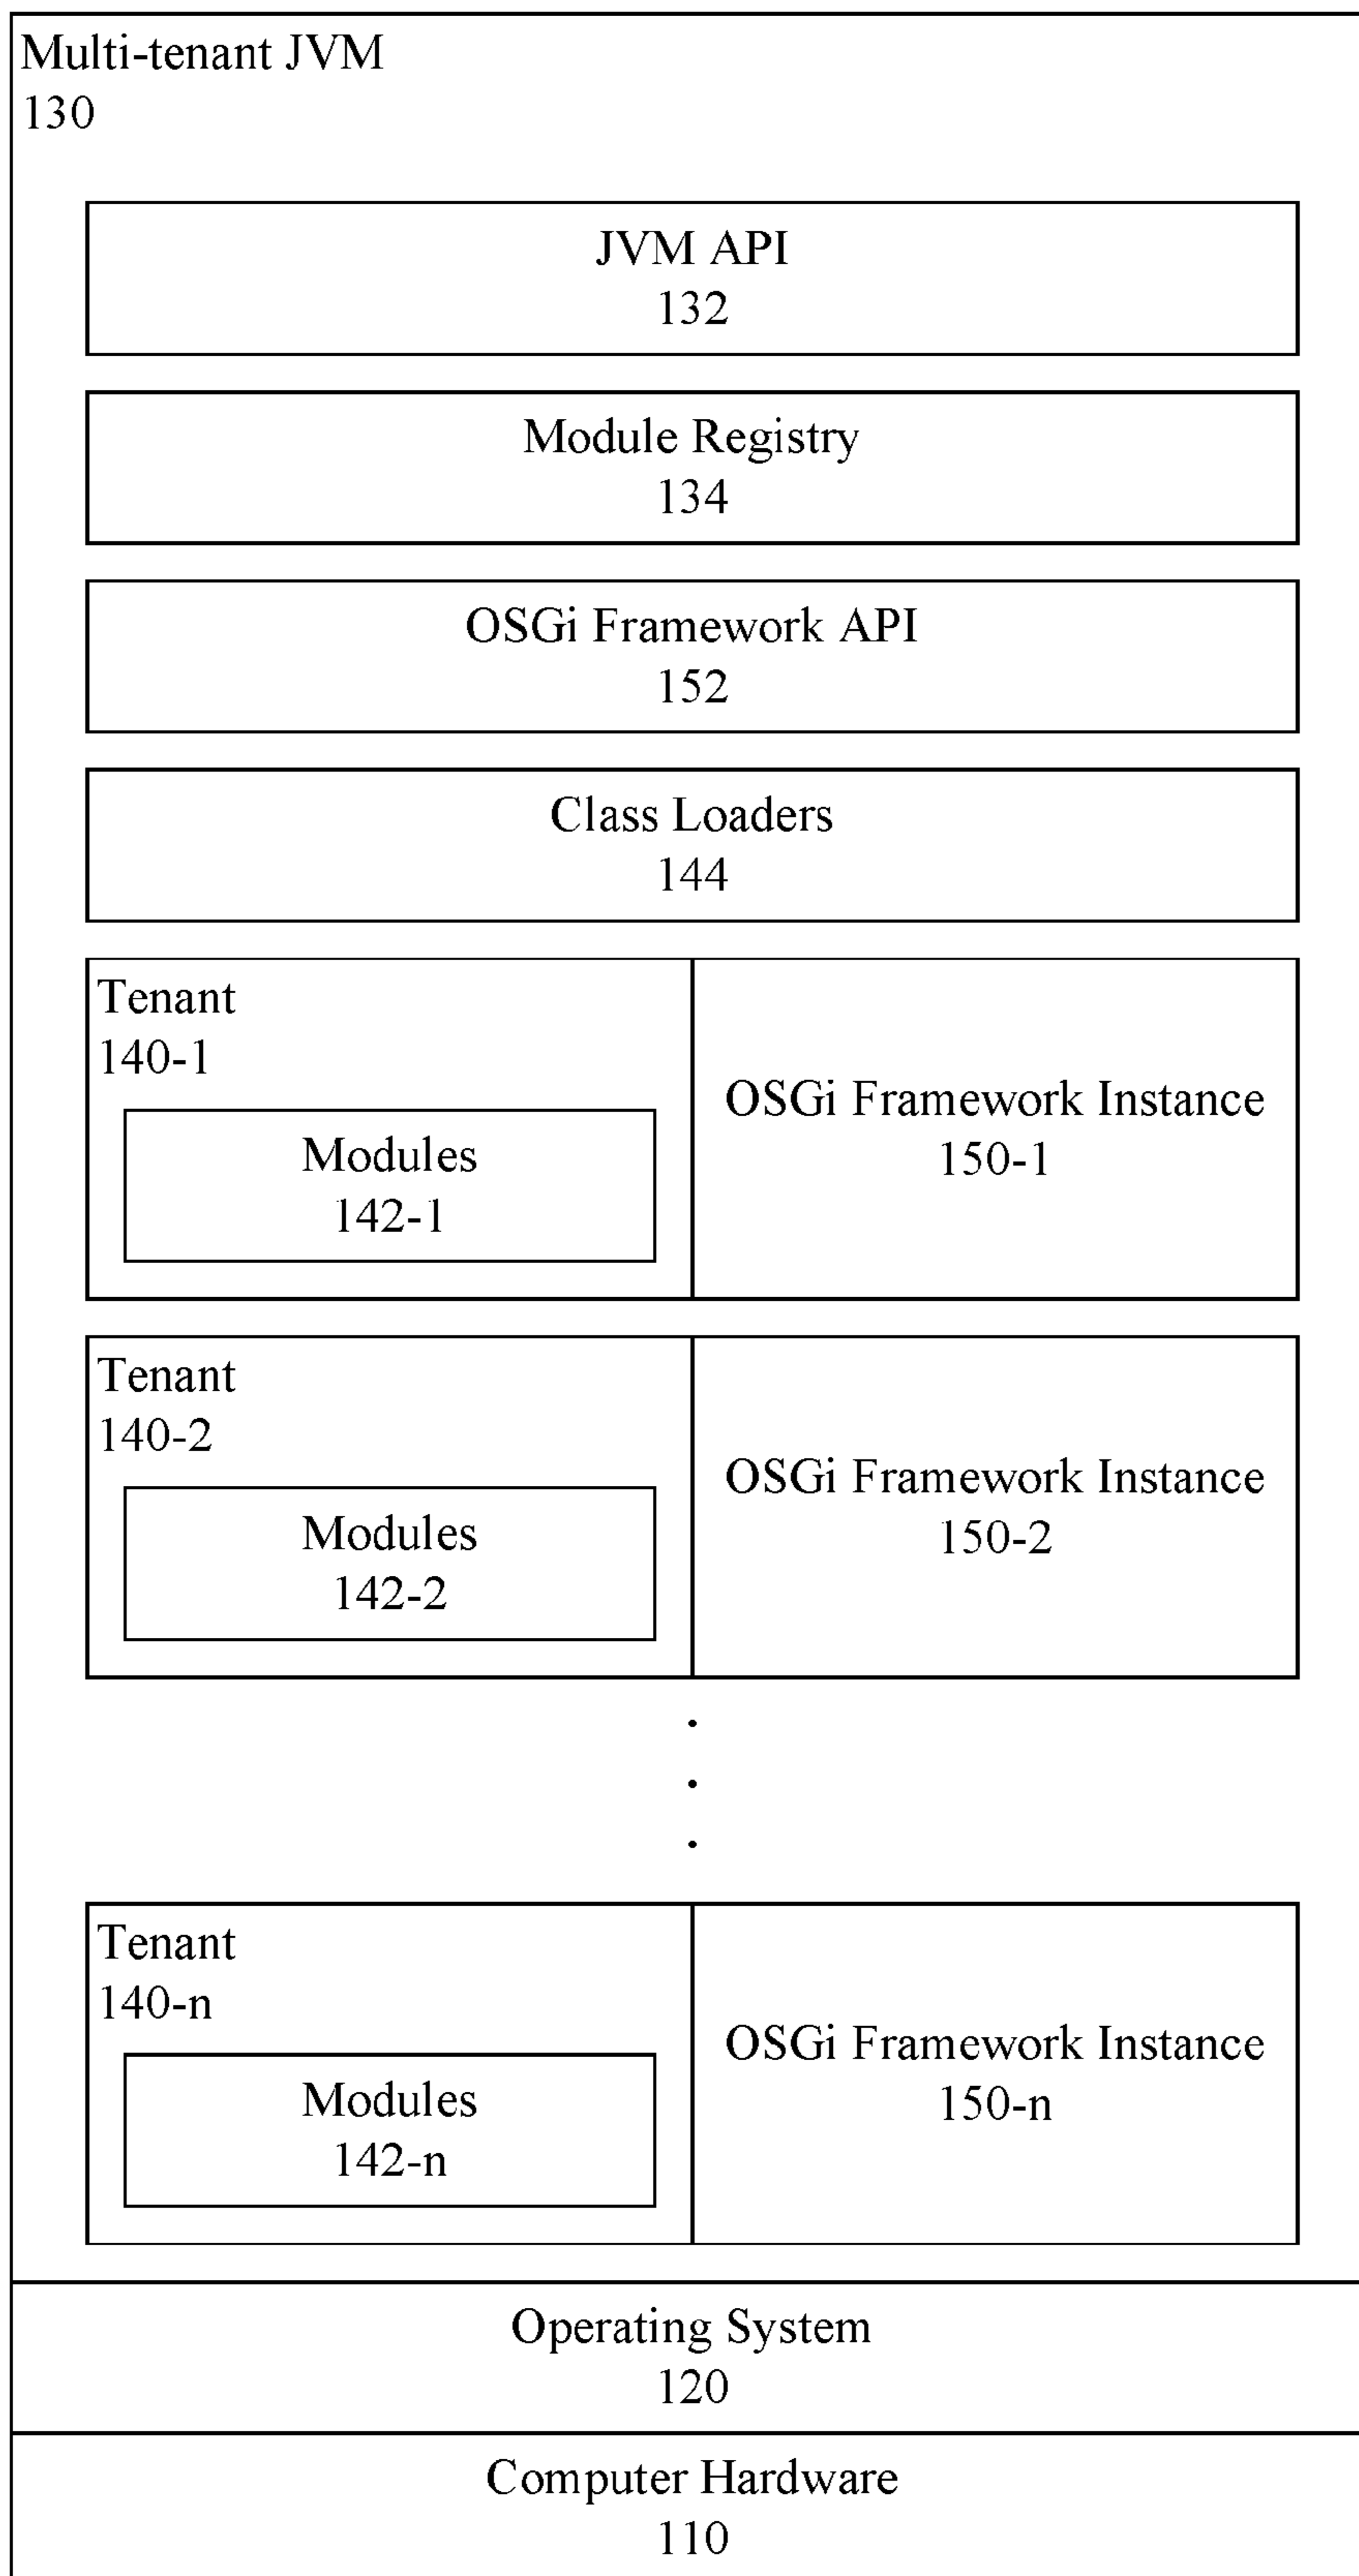 Multi-tenant JVM
130
JVM API
132
Module Registry
134
OSGi Framework API
152
Class Loaders
144
Tenant
140-1
Modules
142-1
OSGi Framework Instance
150-1
Tenant
140-2
Modules
142-2
OSGi Framework Instance
150-2
Tenant
140-n
Modules
142-n
OSGi Framework Instance
150-n
Operating System
120
Computer Hardware
110